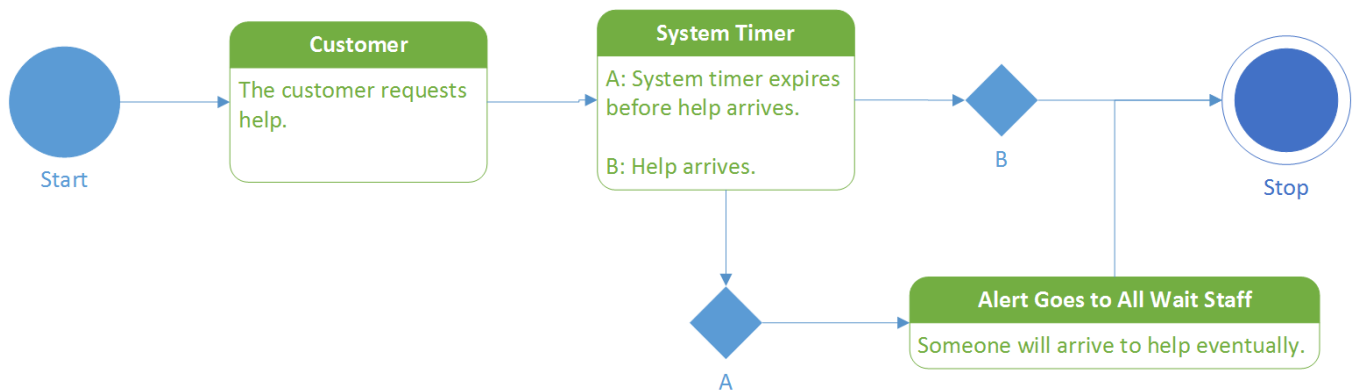 Start
Customer
The customer requests
help.
System Timer
A: System timer expires
before help arrives.
B: Help arrives.
B
Stop
A
Alert Goes to All Wait Staff
Someone will arrive to help eventually.